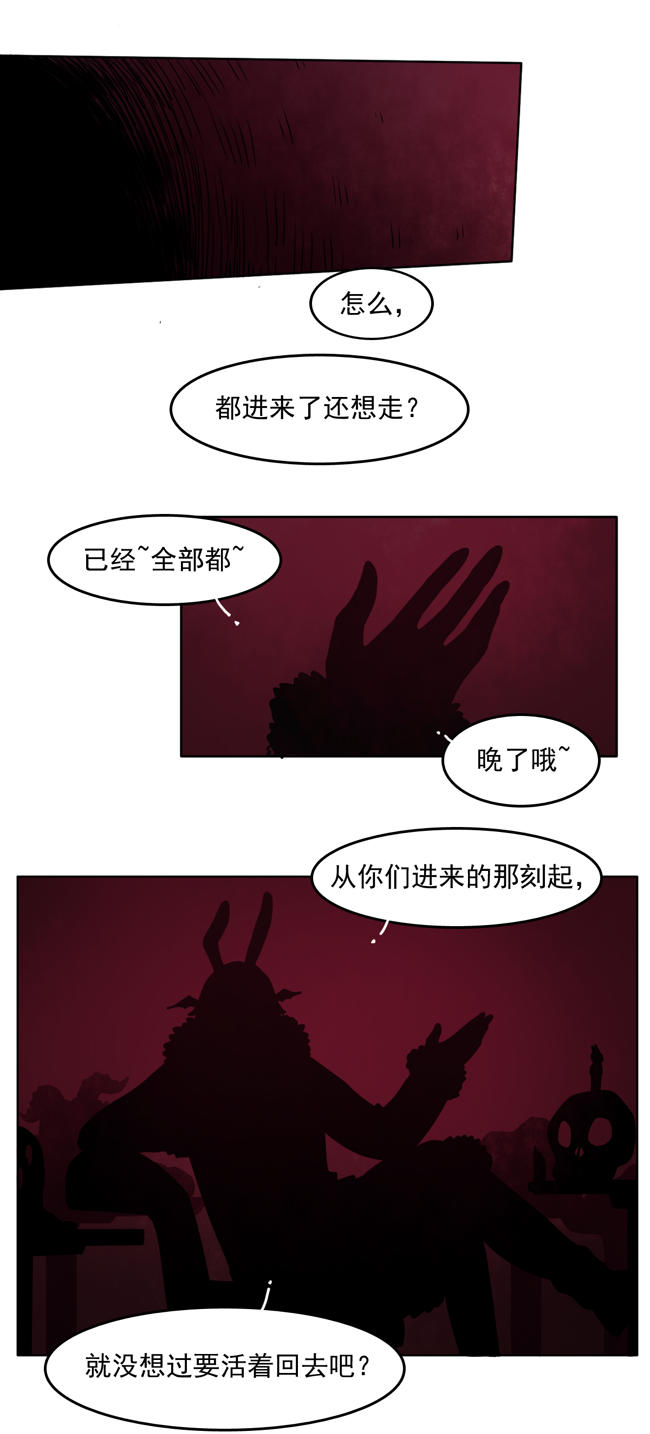 怎么，
都进来了还想走？
已经~全部都~
晚了哦~
从你们进来的那刻起，
就没想过要活着回去吧？